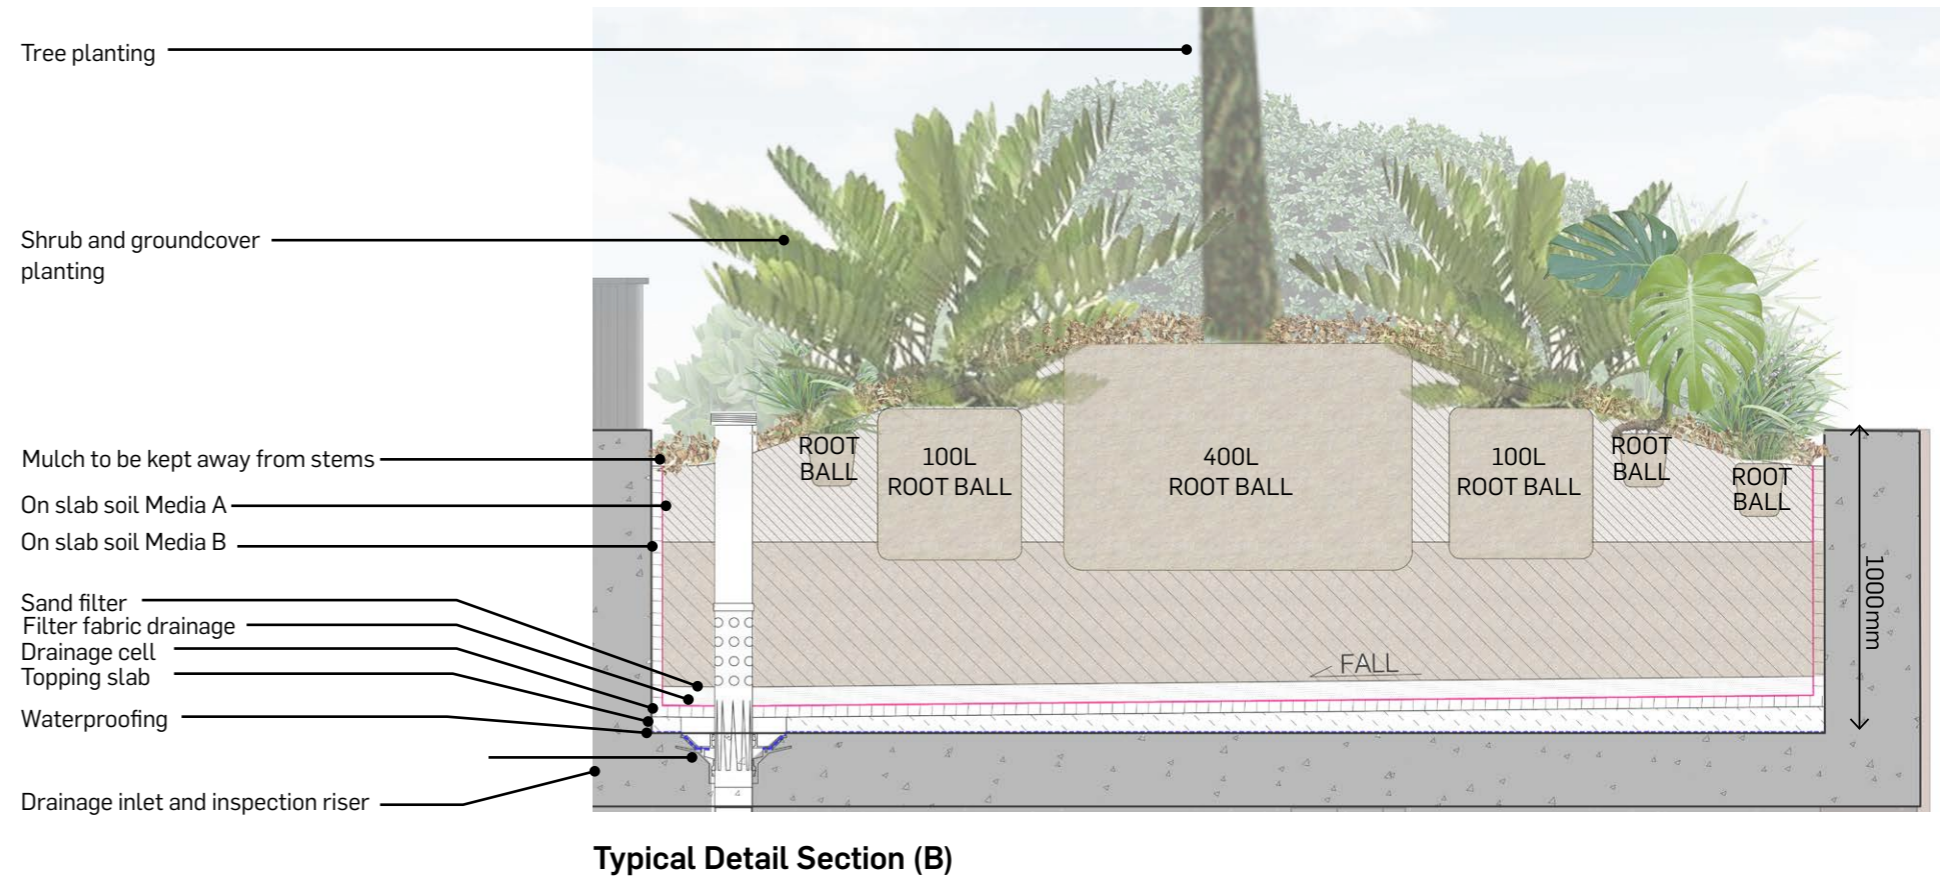 Tree planting
Shrub and groundcover
planting
Mulch to be kept away from stems
On slab soil Media A
On slab soil Media B
Sand filter
Filter fabric drainage
Drainage cell
Topping slab
Waterproofing
Drainage inlet and inspection riser
ROOT
BALL
100L
ROOT BALL
400L
ROOT BALL
100L
ROOT BALL
ROOT
BALL
ROOT
BALL
1000mm
FALL
Typical Detail Section (B)